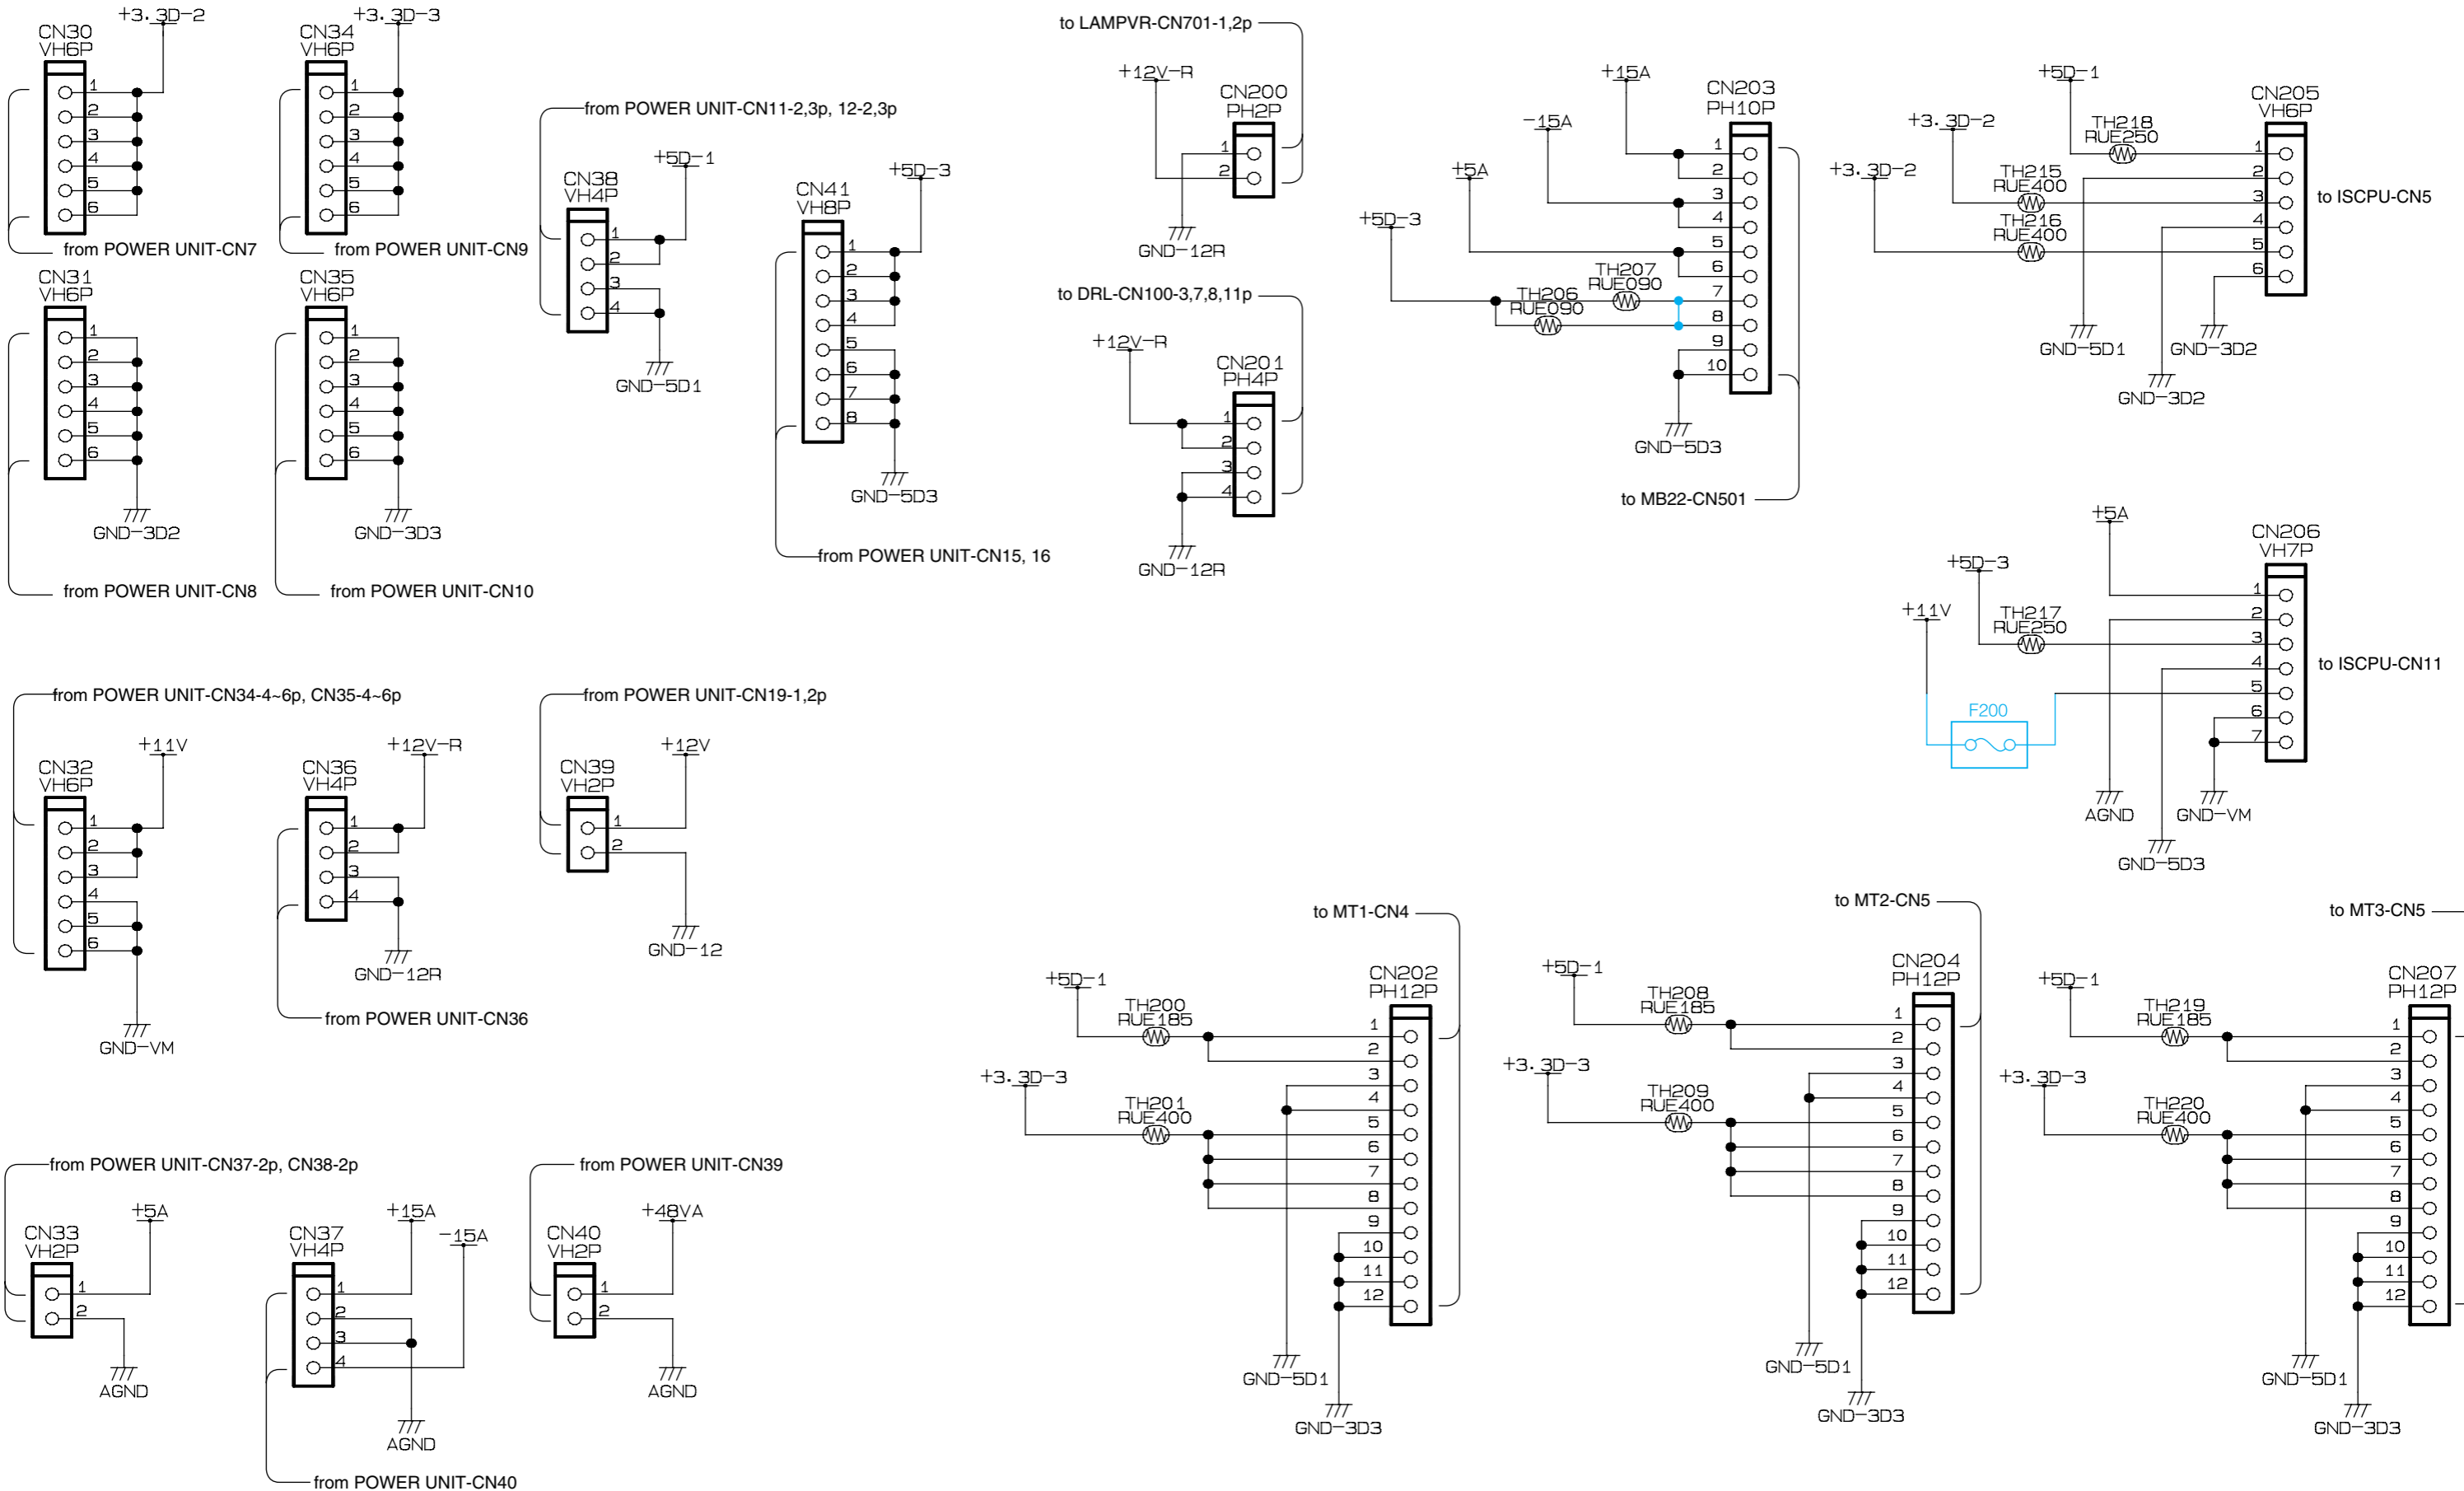 +3.3D-2
CN30
VH6P
1
2
3
4
5
6
from POWER UNIT-CN7
+3.3D-3
CN34
VH6P
1
2
3
4
5
6
from POWER UNIT-CN9
CN31
VH6P
1
2
3
4
5
6
GND-3D2
from POWER UNIT-CN8
CN35
VH6P
1
2
3
4
5
6
GND-3D3
from POWER UNIT-CN10
from POWER UNIT-CN11-2,3p, 12-2,3p
+5D-1
CN38
VH4P
1
2
3
4
GND-5D1
+5D-3
CN41
VH8P
1
2
3
4
5
6
7
8
GND-5D3
from POWER UNIT-CN15, 16
to LAMPVR-CN701-1,2p
+12V-R
CN200
PH2P
1
2
GND-12R
to DRL-CN100-3,7,8,11p
+12V-R
CN201
PH4P
1
2
3
4
GND-12R
+15A
-15A
+5A
+5D-3
CN203
PH10P
TH207
RUE090
TH206
RUE090
1
2
3
4
5
6
7
8
9
10
GND-5D3
to MB22-CN501
+5D-1
+3.3D-2
+3.3D-2
TH218
RUE250
TH215
RUE400
TH216
RUE400
CN205
VH6P
1
2
3
4
5
6
to ISCPU-CN5
GND-5D1
GND-3D2
GND-3D2
+5A
+5D-3
+11V
TH217
RUE250
F200
CN206
VH7P
1
2
3
4
5
6
7
to ISCPU-CN11
AGND
GND-VM
GND-5D3
from POWER UNIT-CN34-4~6p, CN35-4~6p
+11V
CN32
VH6P
1
2
3
4
5
6
GND-VM
+12V-R
CN36
VH4P
1
2
3
4
GND-12R
from POWER UNIT-CN36
from POWER UNIT-CN19-1,2p
+12V
CN39
VH2P
1
2
GND-12
from POWER UNIT-CN37-2p, CN38-2p
+5A
CN33
VH2P
1
2
AGND
+15A
-15A
CN37
VH4P
1
2
3
4
AGND
from POWER UNIT-CN40
from POWER UNIT-CN39
+48VA
CN40
VH2P
1
2
AGND
to MT1-CN4
+5D-1
+3.3D-3
TH200
RUE185
TH201
RUE400
CN202
PH12P
1
2
3
4
5
6
7
8
9
10
11
12
GND-5D1
GND-3D3
to MT2-CN5
+5D-1
+3.3D-3
TH208
RUE185
TH209
RUE400
CN204
PH12P
1
2
3
4
5
6
7
8
9
10
11
12
GND-5D1
GND-3D3
to MT3-CN5
+5D-1
+3.3D-3
TH219
RUE185
TH220
RUE400
CN207
PH12P
1
2
3
4
5
6
7
8
9
10
11
12
GND-5D1
GND-3D3